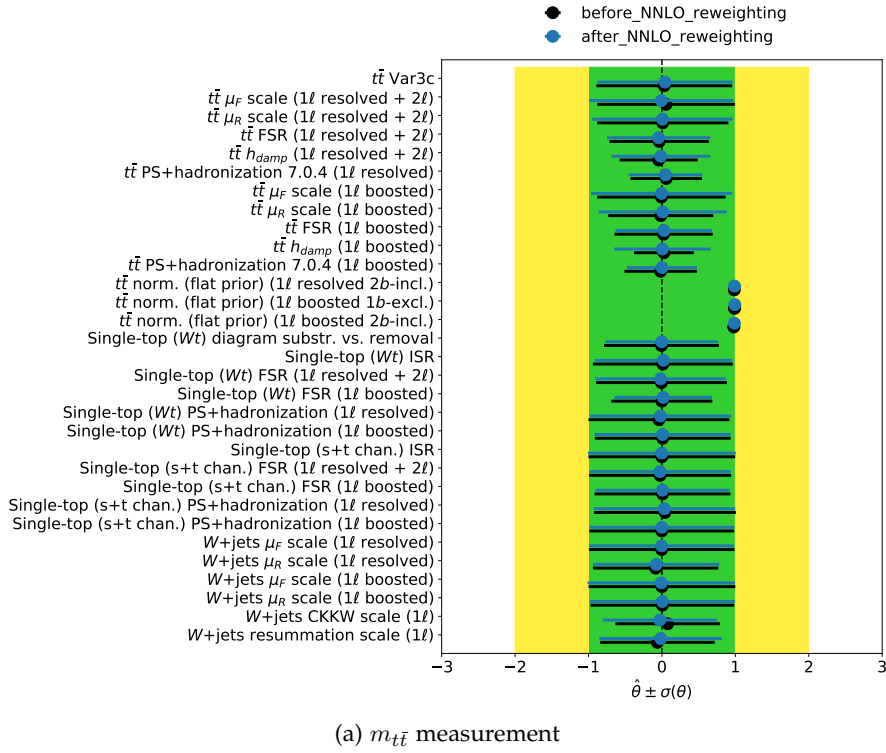 before_NNLO_reweighting
after_NNLO_reweighting
tt̄ Var3c
tt̄ μF scale (1ℓ resolved + 2ℓ)
tt̄ μR scale (1ℓ resolved + 2ℓ)
tt̄ FSR (1ℓ resolved + 2ℓ)
tt̄ hdamp (1ℓ resolved + 2ℓ)
tt̄ PS+hadronization 7.0.4 (1ℓ resolved)
tt̄ μF scale (1ℓ boosted)
tt̄ μR scale (1ℓ boosted)
tt̄ FSR (1ℓ boosted)
tt̄ hdamp (1ℓ boosted)
tt̄ PS+hadronization 7.0.4 (1ℓ boosted)
tt̄ norm. (flat prior) (1ℓ resolved 2b-incl.)
tt̄ norm. (flat prior) (1ℓ boosted 1b-excl.)
tt̄ norm. (flat prior) (1ℓ boosted 2b-incl.)
Single-top (Wt) diagram substr. vs. removal
Single-top (Wt) ISR
Single-top (Wt) FSR (1ℓ resolved + 2ℓ)
Single-top (Wt) FSR (1ℓ boosted)
Single-top (Wt) PS+hadronization (1ℓ resolved)
Single-top (Wt) PS+hadronization (1ℓ boosted)
Single-top (s+t chan.) ISR
Single-top (s+t chan.) FSR (1ℓ resolved + 2ℓ)
Single-top (s+t chan.) FSR (1ℓ boosted)
Single-top (s+t chan.) PS+hadronization (1ℓ resolved)
Single-top (s+t chan.) PS+hadronization (1ℓ boosted)
W+jets μF scale (1ℓ resolved)
W+jets μR scale (1ℓ resolved)
W+jets μF scale (1ℓ boosted)
W+jets μR scale (1ℓ boosted)
W+jets CKKW scale (1ℓ)
W+jets resummation scale (1ℓ)
−3 −2 −1 0 1 2 3
θ̂ ± σ(θ)
(a) mtt̄ measurement